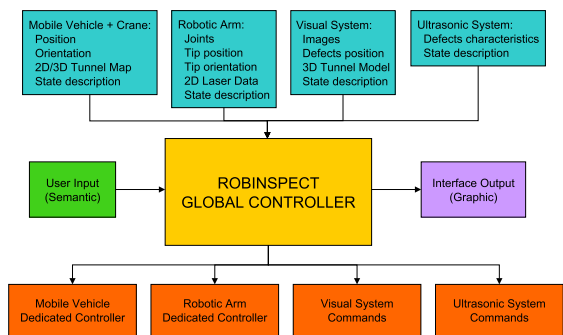 Mobile Vehicle + Crane:
Position
Orientation
2D/3D Tunnel Map
State description
Robotic Arm:
Joints
Tip position
Tip orientation
2D Laser Data
State description
Visual System:
Images
Defects position
3D Tunnel Model
State description
Ultrasonic System:
Defects characteristics
State description
User Input
(Semantic)
ROBINSPECT
GLOBAL CONTROLLER
Interface Output
(Graphic)
Mobile Vehicle
Dedicated Controller
Robotic Arm
Dedicated Controller
Visual System
Commands
Ultrasonic System
Commands